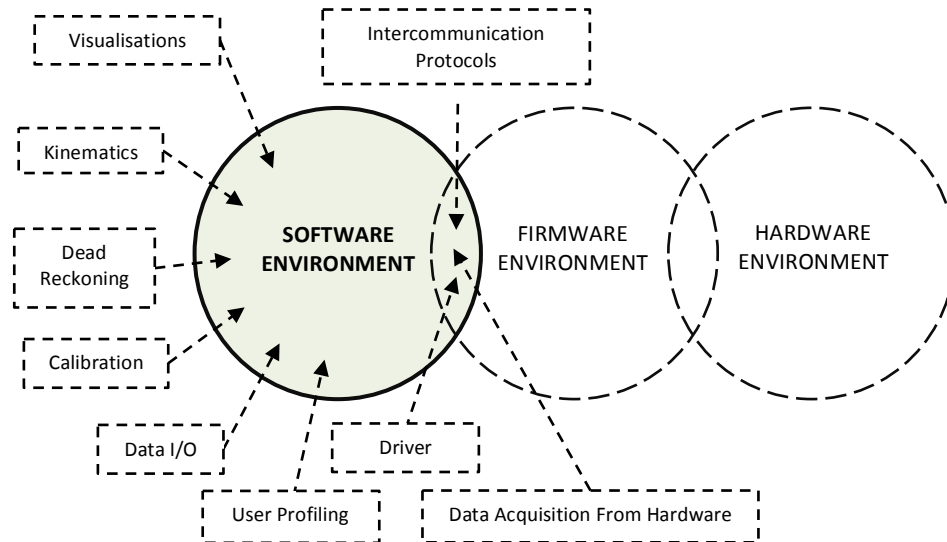 Visualisations
Intercommunication
Protocols
Kinematics
SOFTWARE
ENVIRONMENT
FIRMWARE
ENVIRONMENT
HARDWARE
ENVIRONMENT
Dead
Reckoning
Calibration
Data I/O
Driver
User Profiling
Data Acquisition From Hardware